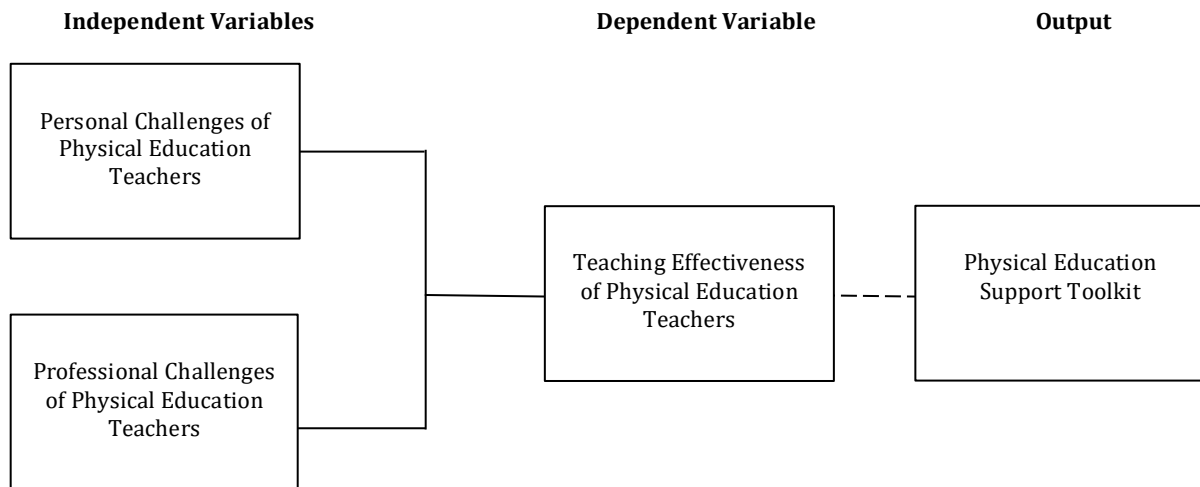 Independent Variables
Dependent Variable
Output
Personal Challenges of
Physical Education
Teachers
Professional Challenges
of Physical Education
Teachers
Teaching Effectiveness
of Physical Education
Teachers
Physical Education
Support Toolkit